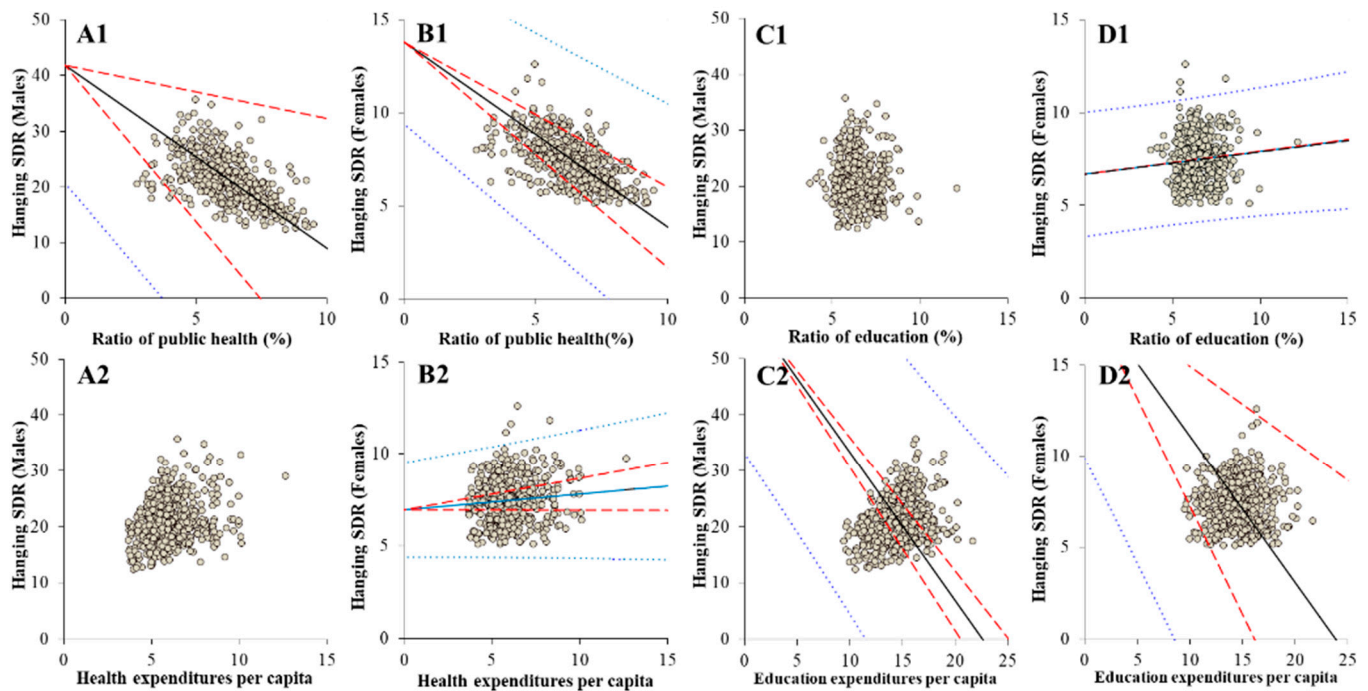 A1
Hanging SDR (Males)
50
40
30
20
10
0
0 5 10
Ratio of public health (%)
B1
Hanging SDR (Females)
15
10
5
0
0 5 10
Ratio of public health(%)
C1
Hanging SDR (Males)
50
40
30
20
10
0
0 5 10 15
Ratio of education (%)
D1
Hanging SDR (Females)
15
10
5
0
0 5 10 15
Ratio of education (%)
A2
Hanging SDR (Males)
50
40
30
20
10
0
0 5 10 15
Health expenditures per capita
B2
Hanging SDR (Females)
15
10
5
0
0 5 10 15
Health expenditures per capita
C2
Hanging SDR (Males)
50
40
30
20
10
0
0 5 10 15 20 25
Education expenditures per capita
D2
Hanging SDR (Females)
15
10
5
0
0 5 10 15 20 25
Education expenditures per capita